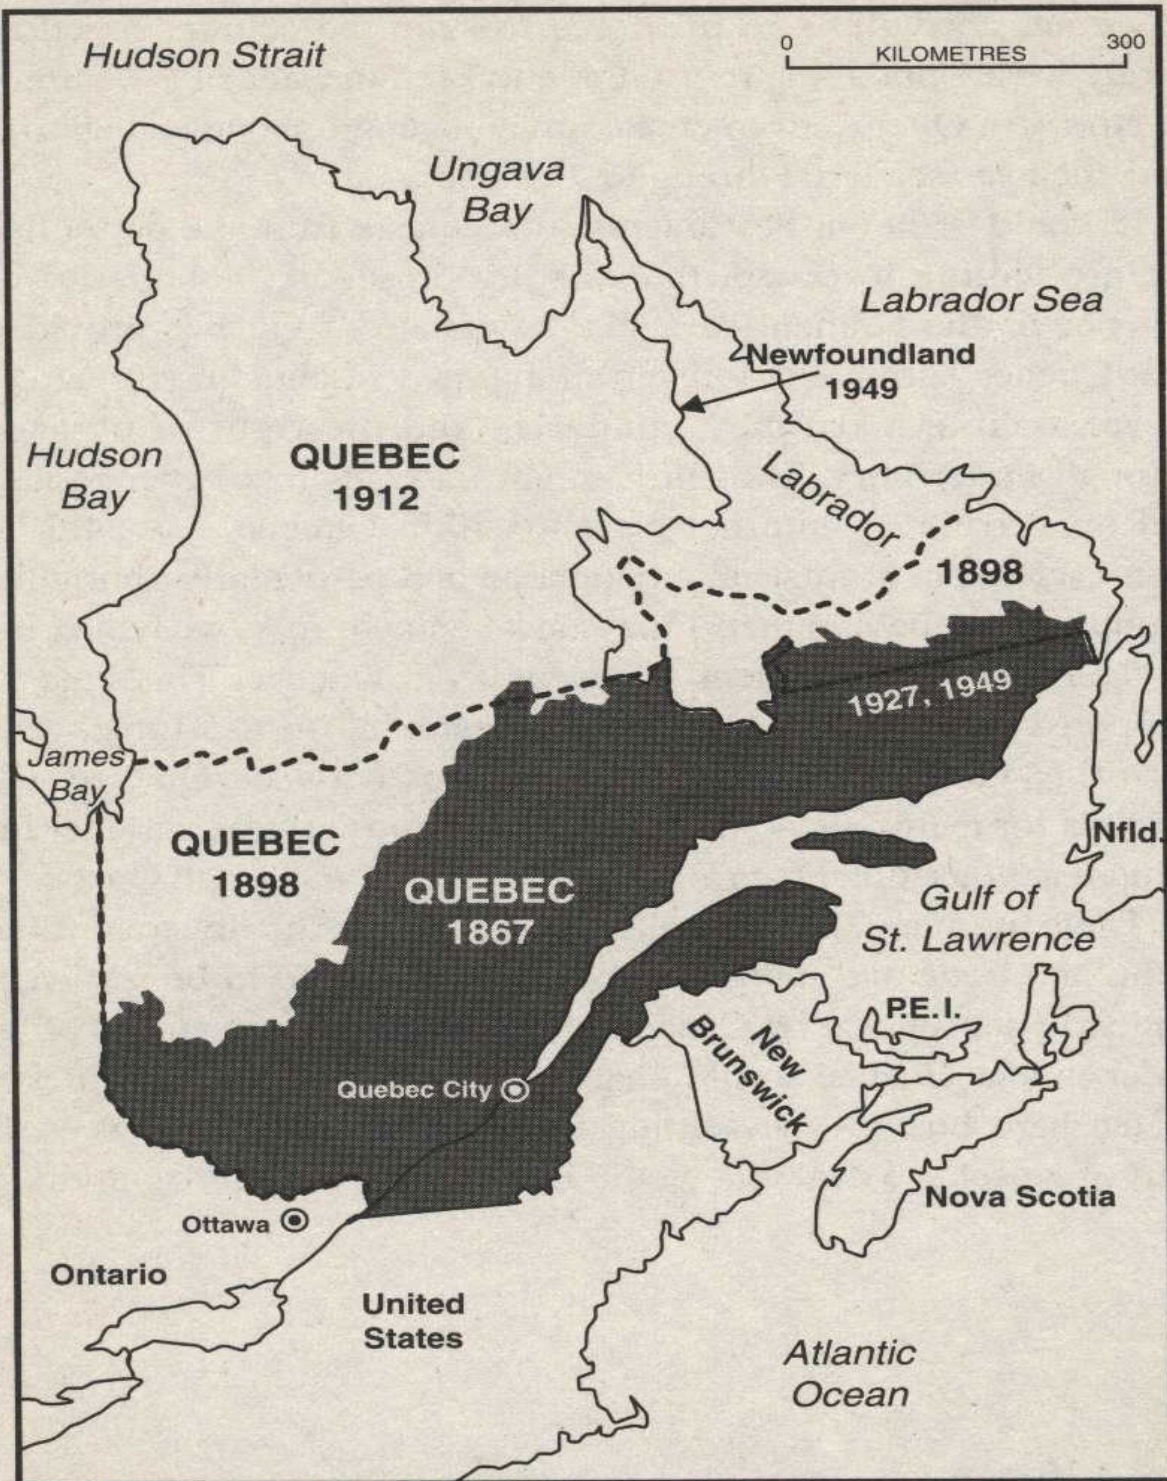 Hudson Strait
0 KILOMETRES 300
Ungava
Bay
Labrador Sea
Newfoundland
1949
Hudson
Bay
QUEBEC
1912
Labrador
1898
1927, 1949
James
Bay
QUEBEC
1898
QUEBEC
1867
Nfld.
Gulf of
St. Lawrence
P.E.I.
New
Brunswick
Quebec City
Nova Scotia
Ottawa
Ontario
United
States
Atlantic
Ocean